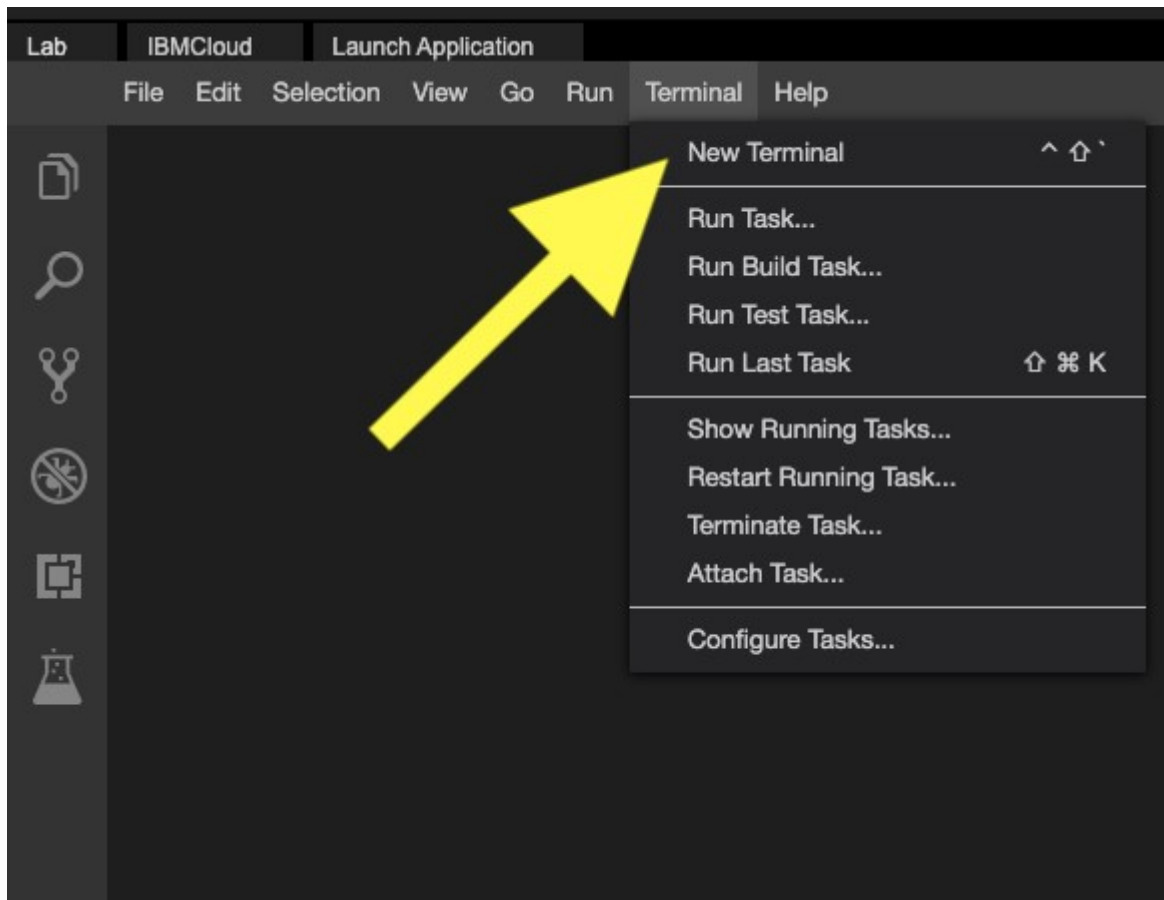 Lab IBMCloud Launch Application
File Edit Selection View Go Run Terminal Help
New Terminal ^ ⇧ `
Run Task...
Run Build Task...
Run Test Task...
Run Last Task ⇧ ⌘ K
Show Running Tasks...
Restart Running Task...
Terminate Task...
Attach Task...
Configure Tasks...